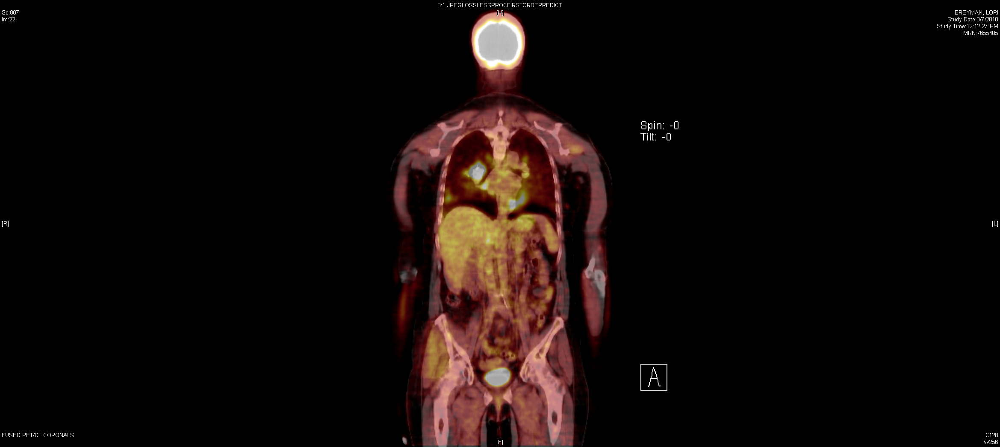 3:1 JPEGLOSSLESSPROCFIRSTORDERREDICT
[H]
Se:807
Im:22
BREYMAN, LORI
Study Date:3/7/2018
Study Time:12:12:27 PM
MRN:7655405
Spin: -0
Tilt: -0
[R]
[L]
A
FUSED PET/CT CORONALS
[F]
C128
W256